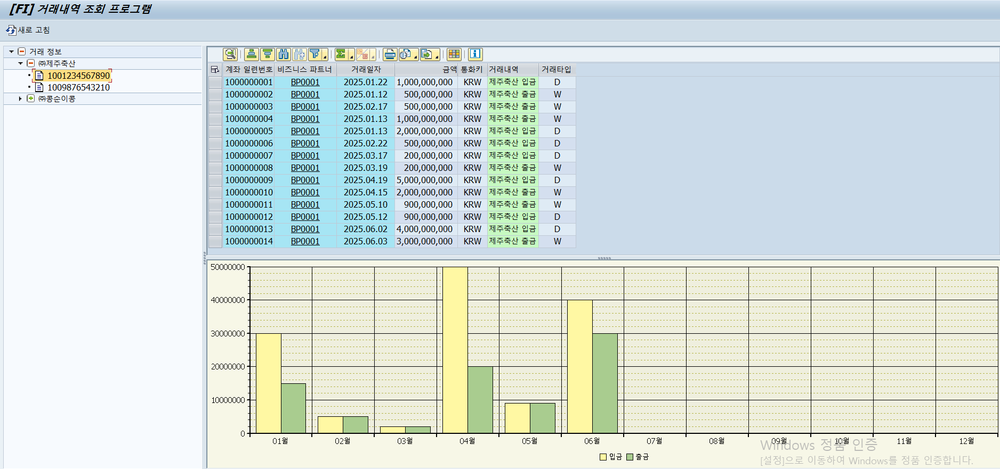 [FI] 거래내역 조회 프로그램
새로 고침
거래 정보
㈜제주축산
1001234567890
1009876543210
㈜콩순이콩
계좌 일련번호 비즈니스 파트너 거래일자 금액 통화키 거래내역 거래타입
1000000001 BP0001 2025.01.22 1,000,000,000 KRW 제주축산 입금 D
1000000002 BP0001 2025.01.12 500,000,000 KRW 제주축산 출금 W
1000000003 BP0001 2025.02.17 500,000,000 KRW 제주축산 출금 W
1000000004 BP0001 2025.01.13 1,000,000,000 KRW 제주축산 출금 W
1000000005 BP0001 2025.01.13 2,000,000,000 KRW 제주축산 입금 D
1000000006 BP0001 2025.02.22 500,000,000 KRW 제주축산 입금 D
1000000007 BP0001 2025.03.17 200,000,000 KRW 제주축산 입금 D
1000000008 BP0001 2025.03.19 200,000,000 KRW 제주축산 출금 W
1000000009 BP0001 2025.04.19 5,000,000,000 KRW 제주축산 입금 D
1000000010 BP0001 2025.04.15 2,000,000,000 KRW 제주축산 출금 W
1000000011 BP0001 2025.05.10 900,000,000 KRW 제주축산 출금 W
1000000012 BP0001 2025.05.12 900,000,000 KRW 제주축산 입금 D
1000000013 BP0001 2025.06.02 4,000,000,000 KRW 제주축산 입금 D
1000000014 BP0001 2025.06.03 3,000,000,000 KRW 제주축산 출금 W
50000000
40000000
30000000
20000000
10000000
0
01월 02월 03월 04월 05월 06월 07월 08월 09월 10월 11월 12월
입금 출금
Windows 정품 인증
[설정]으로 이동하여 Windows를 정품 인증합니다.